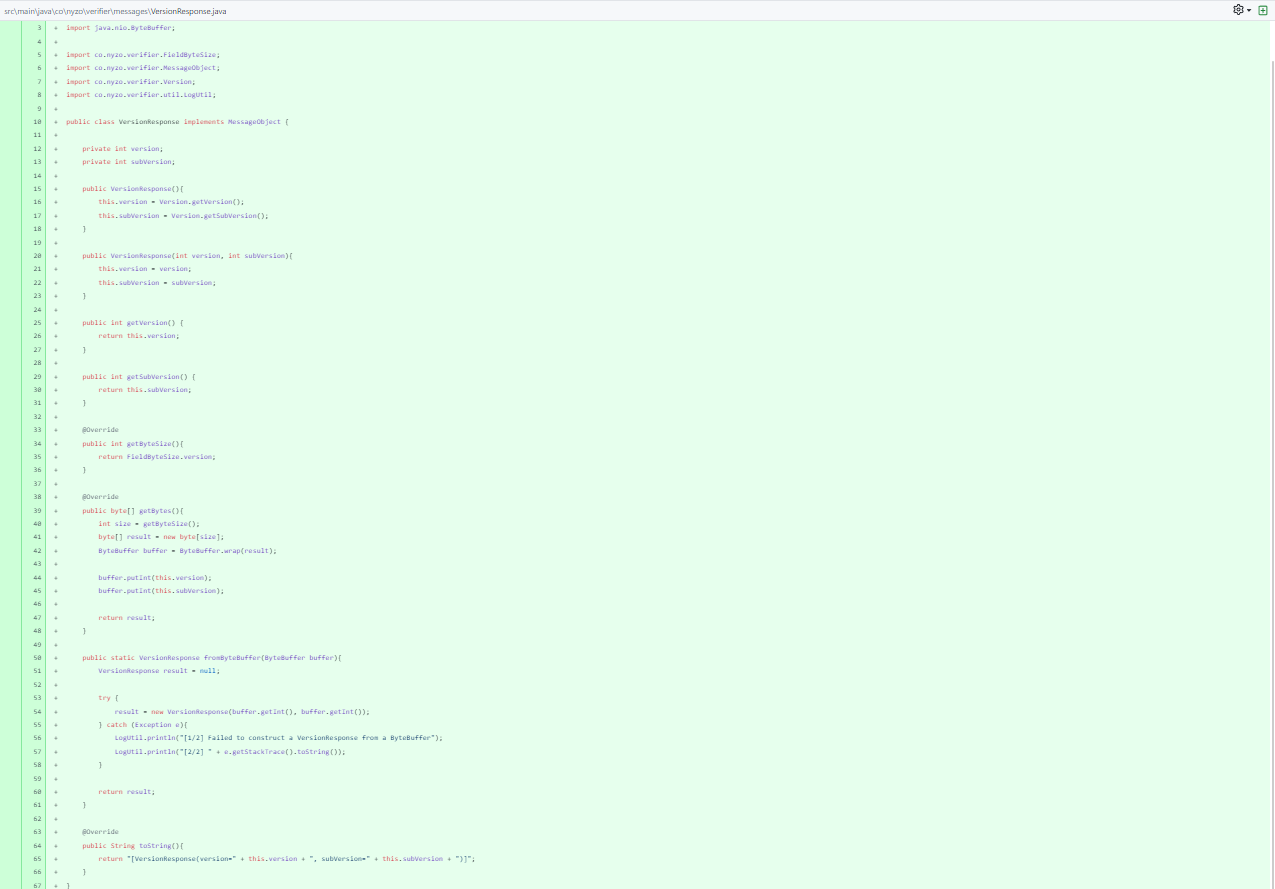 src\main\java\co\nyzo\verifier\messages\VersionResponse.java
3 + import java.nio.ByteBuffer;
4 +
5 + import co.nyzo.verifier.FieldByteSize;
6 + import co.nyzo.verifier.MessageObject;
7 + import co.nyzo.verifier.Version;
8 + import co.nyzo.verifier.util.LogUtil;
9 +
10 + public class VersionResponse implements MessageObject {
11 +
12 + private int version;
13 + private int subVersion;
14 +
15 + public VersionResponse(){
16 + this.version = Version.getVersion();
17 + this.subVersion = Version.getSubVersion();
18 + }
19 +
20 + public VersionResponse(int version, int subVersion){
21 + this.version = version;
22 + this.subVersion = subVersion;
23 + }
24 +
25 + public int getVersion() {
26 + return this.version;
27 + }
28 +
29 + public int getSubVersion() {
30 + return this.subVersion;
31 + }
32 +
33 + @Override
34 + public int getByteSize(){
35 + return FieldByteSize.version;
36 + }
37 +
38 + @Override
39 + public byte[] getBytes(){
40 + int size = getByteSize();
41 + byte[] result = new byte[size];
42 + ByteBuffer buffer = ByteBuffer.wrap(result);
43 +
44 + buffer.putInt(this.version);
45 + buffer.putInt(this.subVersion);
46 +
47 + return result;
48 + }
49 +
50 + public static VersionResponse fromByteBuffer(ByteBuffer buffer){
51 + VersionResponse result = null;
52 +
53 + try {
54 + result = new VersionResponse(buffer.getInt(), buffer.getInt());
55 + } catch (Exception e){
56 + LogUtil.println("[1/2] Failed to construct a VersionResponse from a ByteBuffer");
57 + LogUtil.println("[2/2] " + e.getStackTrace().toString());
58 + }
59 +
60 + return result;
61 + }
62 +
63 + @Override
64 + public String toString(){
65 + return "[VersionResponse(version=" + this.version + ", subVersion=" + this.subVersion + ")]";
66 + }
67 + }